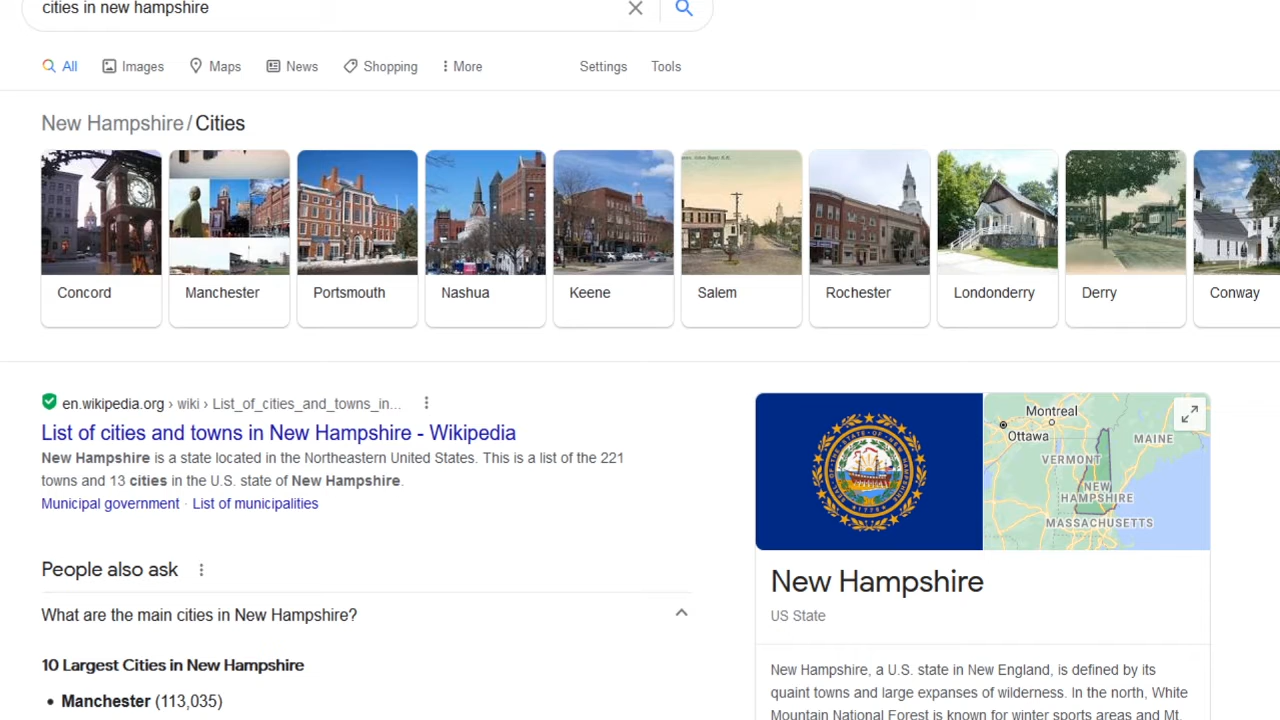 cities in new hampshire
All Images Maps News Shopping More Settings Tools
New Hampshire/Cities
Concord Manchester Portsmouth Nashua Keene Salem Rochester Londonderry Derry Conway
en.wikipedia.org › wiki › List_of_cities_and_towns_in...
List of cities and towns in New Hampshire - Wikipedia
New Hampshire is a state located in the Northeastern United States. This is a list of the 221
towns and 13 cities in the U.S. state of New Hampshire.
Municipal government · List of municipalities
People also ask
What are the main cities in New Hampshire?
10 Largest Cities in New Hampshire
• Manchester (113,035)
Montreal
Ottawa
MAINE
VERMONT
NEW
HAMPSHIRE
MASSACHUSETTS
New Hampshire
US State
New Hampshire, a U.S. state in New England, is defined by its
quaint towns and large expanses of wilderness. In the north, White
Mountain National Forest is known for winter sports areas and Mt.